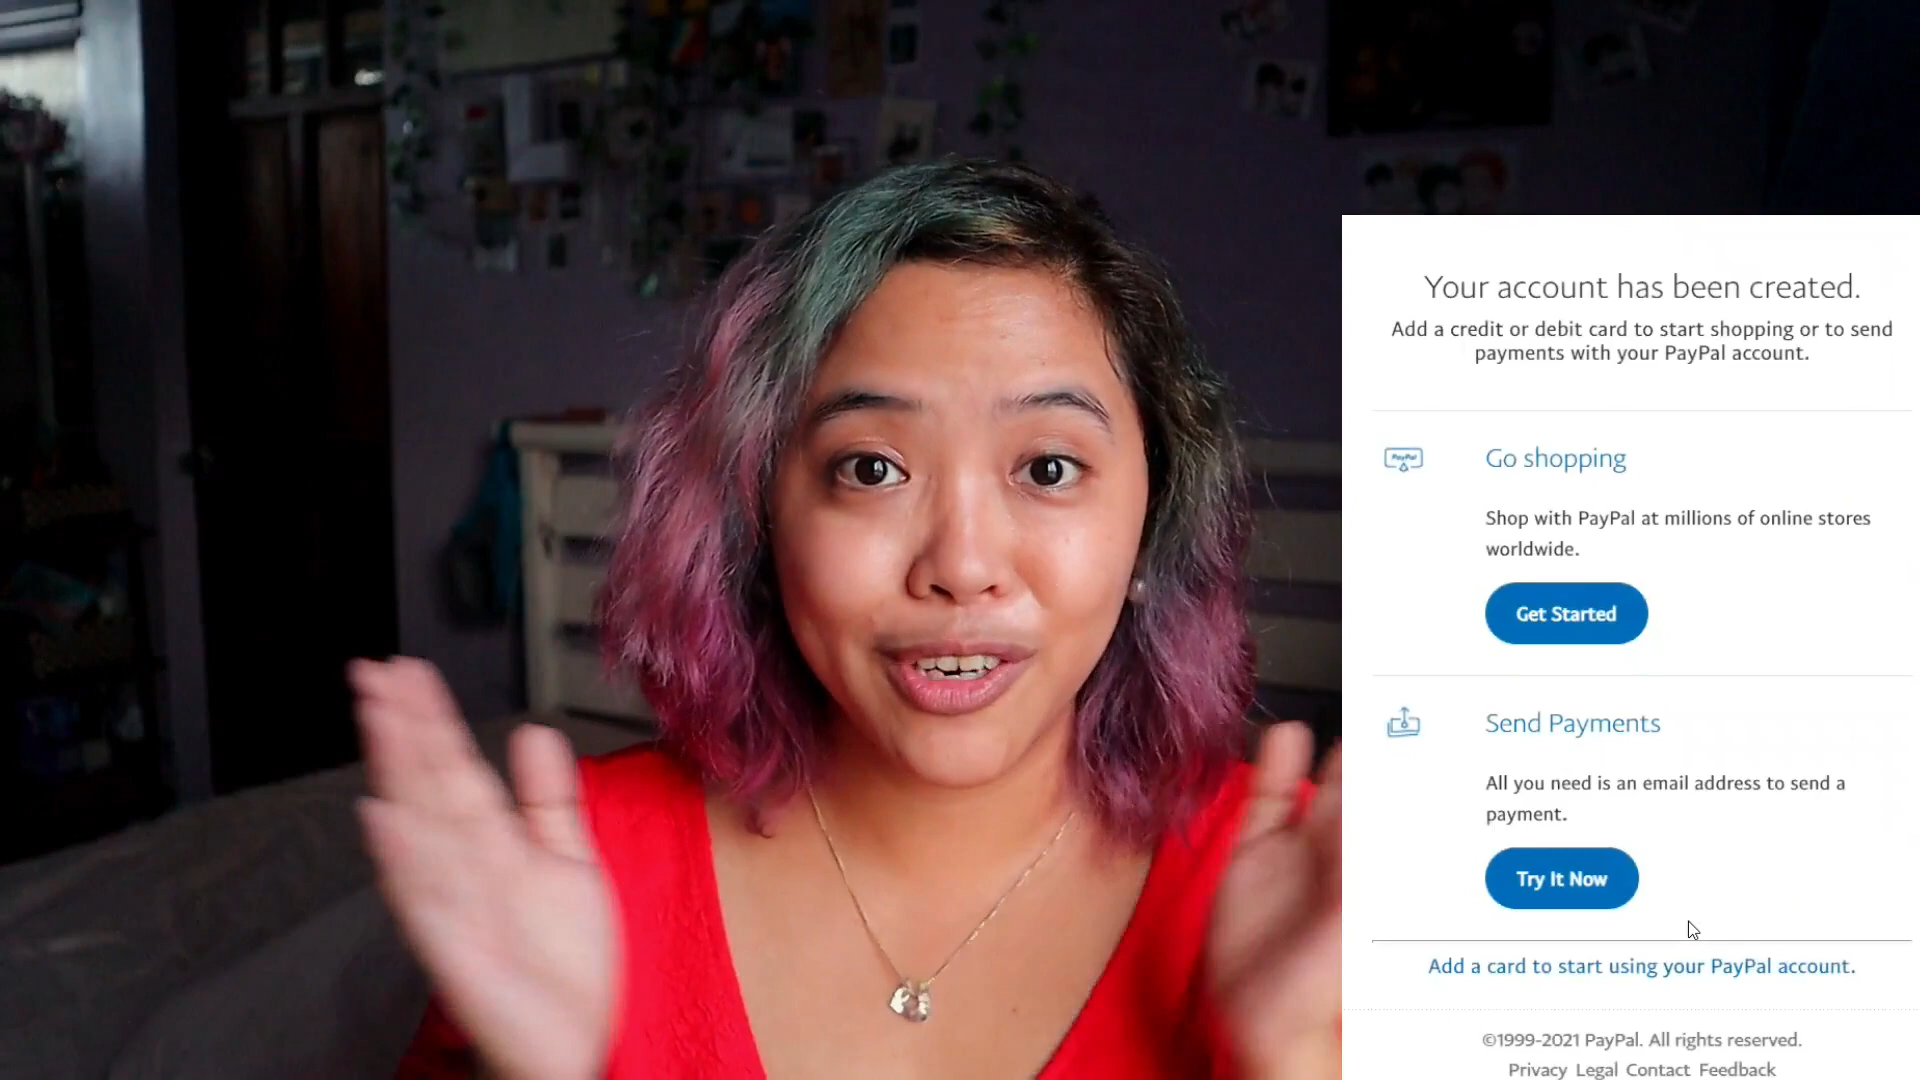 Your account has been created.
Add a credit or debit card to start shopping or to send
payments with your PayPal account.
PayPal
Go shopping
Shop with PayPal at millions of online stores
worldwide.
Get Started
Send Payments
All you need is an email address to send a
payment.
Try It Now
Add a card to start using your PayPal account.
©1999-2021 PayPal. All rights reserved.
Privacy Legal Contact Feedback